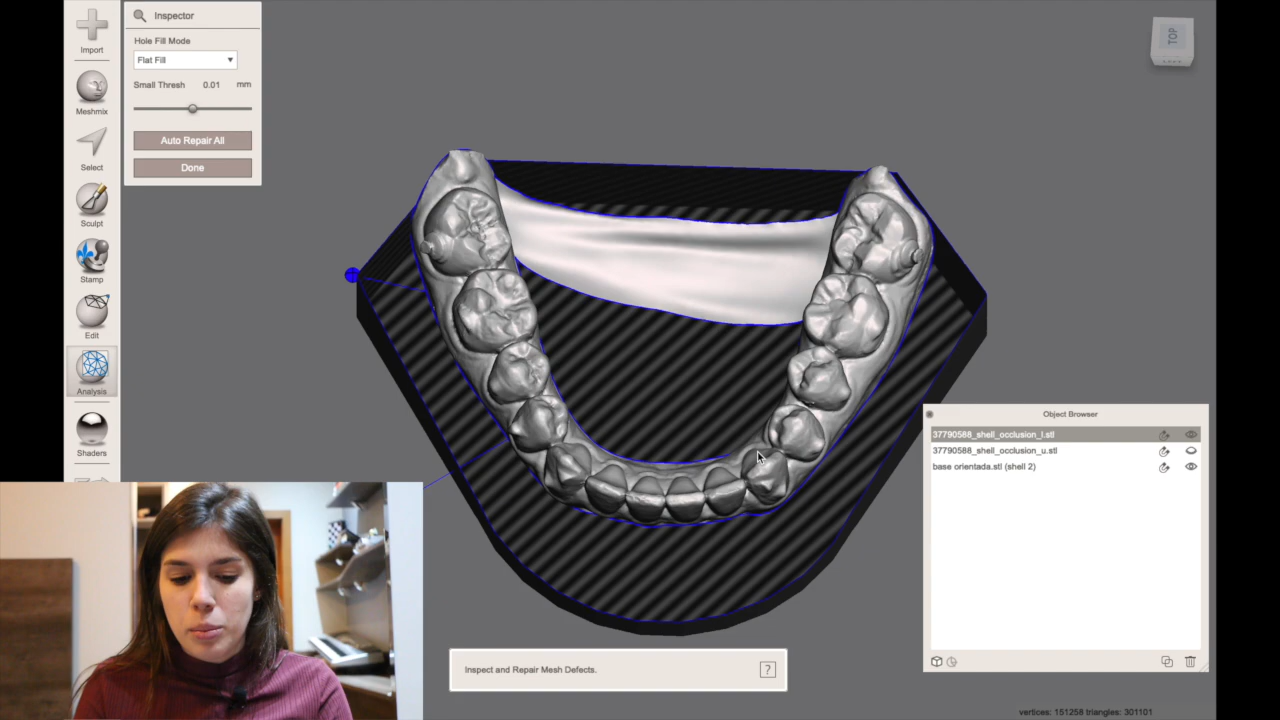 Import
Meshmix
Select
Sculpt
Stamp
Edit
Analysis
Shaders
Inspector
Hole Fill Mode
Flat Fill
Small Thresh 0.01 mm
Auto Repair All
Done
TOP
Object Browser
37790588_shell_occlusion_l.stl
37790588_shell_occlusion_u.stl
base orientada.stl (shell 2)
Inspect and Repair Mesh Defects.
?
vertices: 151258 triangles: 301101